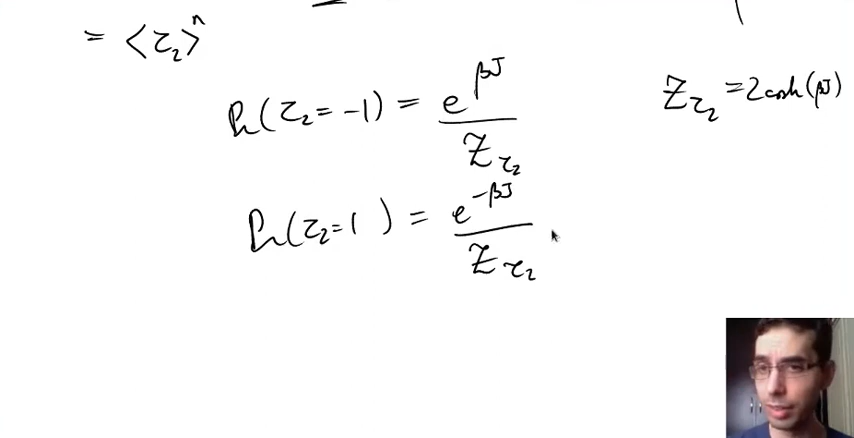 = ⟨τ₂⟩ⁿ
Pr(τ₂ = -1) = e^{βJ} / Z_{τ₂}
Z_{τ₂} = 2cosh(βJ)
Pr(τ₂=1) = e^{-βJ} / Z_{τ₂}